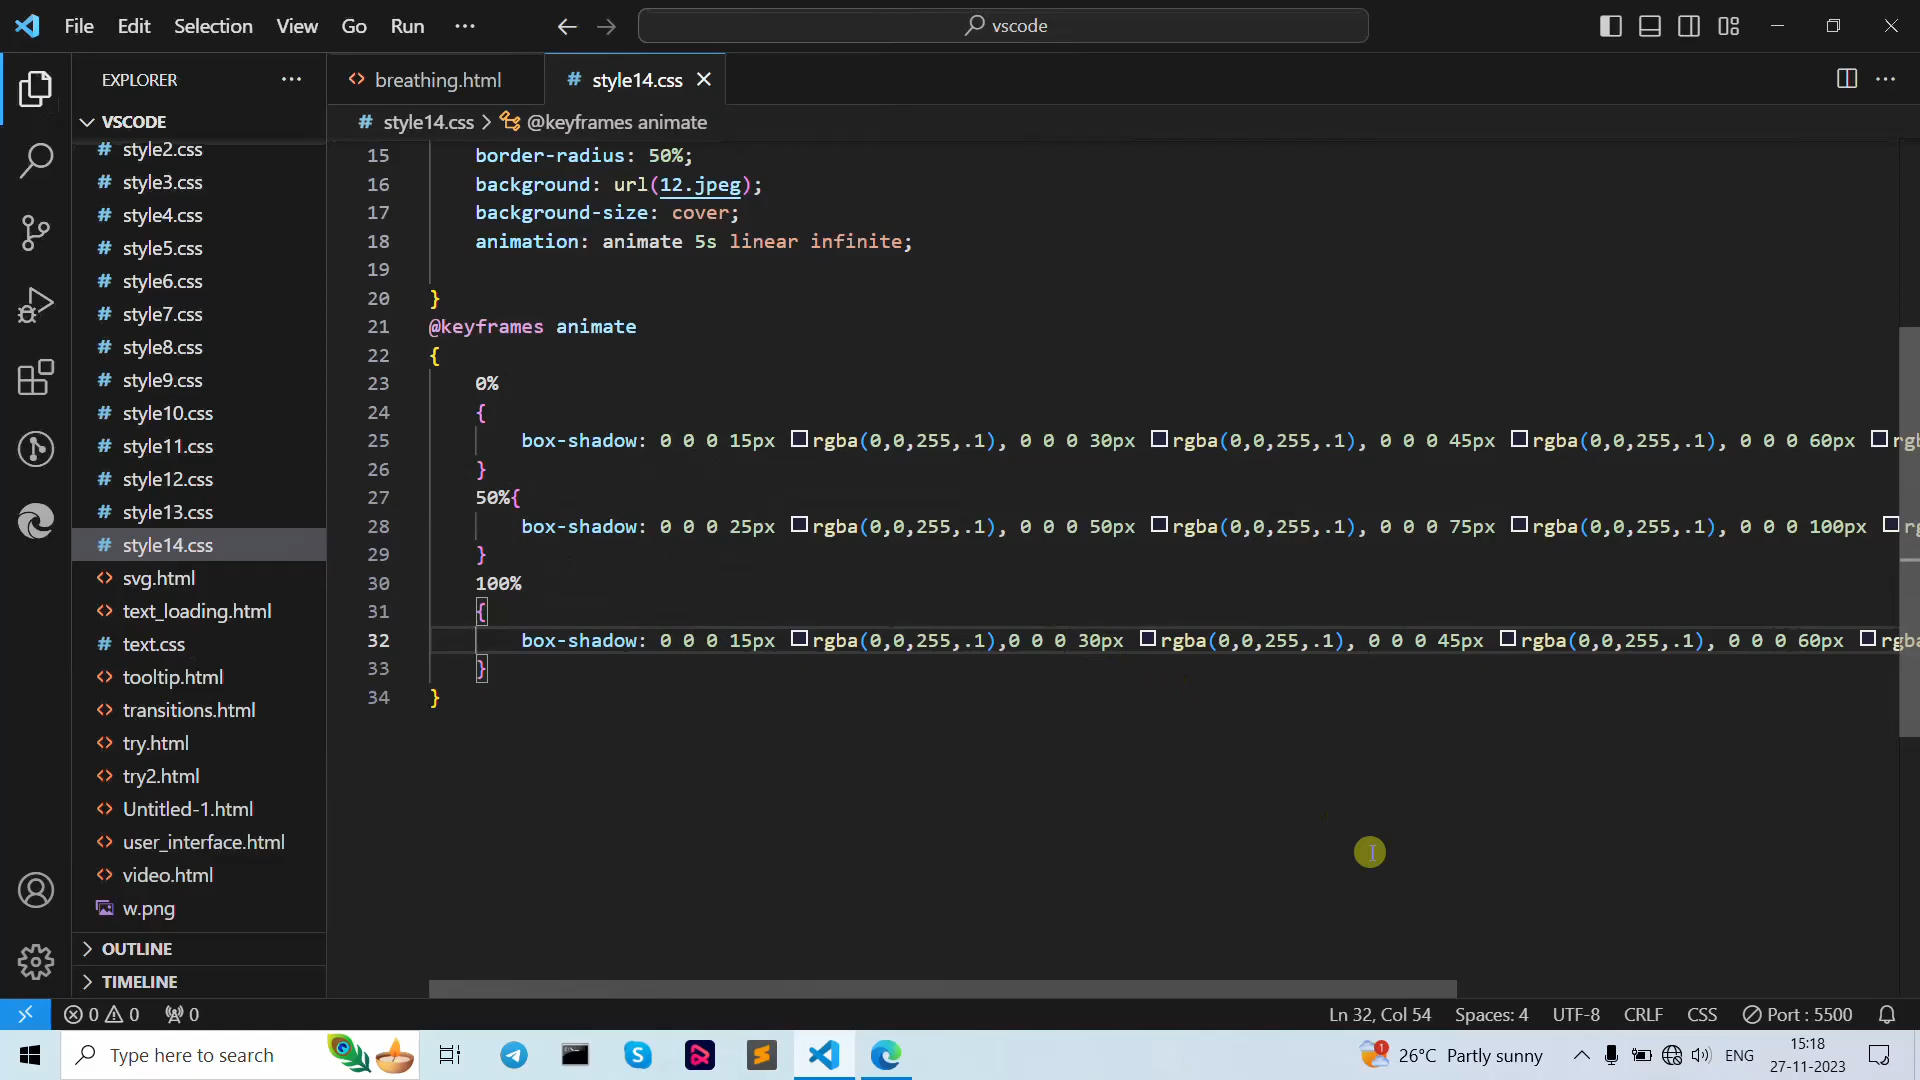 File Edit Selection View Go Run ···
vscode
EXPLORER
breathing.html
# style14.css
VSCODE
# style14.css > @keyframes animate
# style2.css
# style3.css
# style4.css
# style5.css
# style6.css
# style7.css
# style8.css
# style9.css
# style10.css
# style11.css
# style12.css
# style13.css
# style14.css
<> svg.html
<> text_loading.html
# text.css
<> tooltip.html
<> transitions.html
<> try.html
<> try2.html
<> Untitled-1.html
<> user_interface.html
<> video.html
w.png
OUTLINE
TIMELINE
15 border-radius: 50%;
16 background: url(12.jpeg);
17 background-size: cover;
18 animation: animate 5s linear infinite;
19
20 }
21 @keyframes animate
22 {
23 0%
24 {
25 box-shadow: 0 0 0 15px rgba(0,0,255,.1), 0 0 0 30px rgba(0,0,255,.1), 0 0 0 45px rgba(0,0,255,.1), 0 0 0 60px
26 }
27 50%{
28 box-shadow: 0 0 0 25px rgba(0,0,255,.1), 0 0 0 50px rgba(0,0,255,.1), 0 0 0 75px rgba(0,0,255,.1), 0 0 0 100px
29 }
30 100%
31 {
32 box-shadow: 0 0 0 15px rgba(0,0,255,.1),0 0 0 30px rgba(0,0,255,.1), 0 0 0 45px rgba(0,0,255,.1), 0 0 0 60px
33 }
34 }
0 0 0
Ln 32, Col 54 Spaces: 4 UTF-8 CRLF CSS Port : 5500
Type here to search
1
26°C Partly sunny
ENG
15:18
27-11-2023